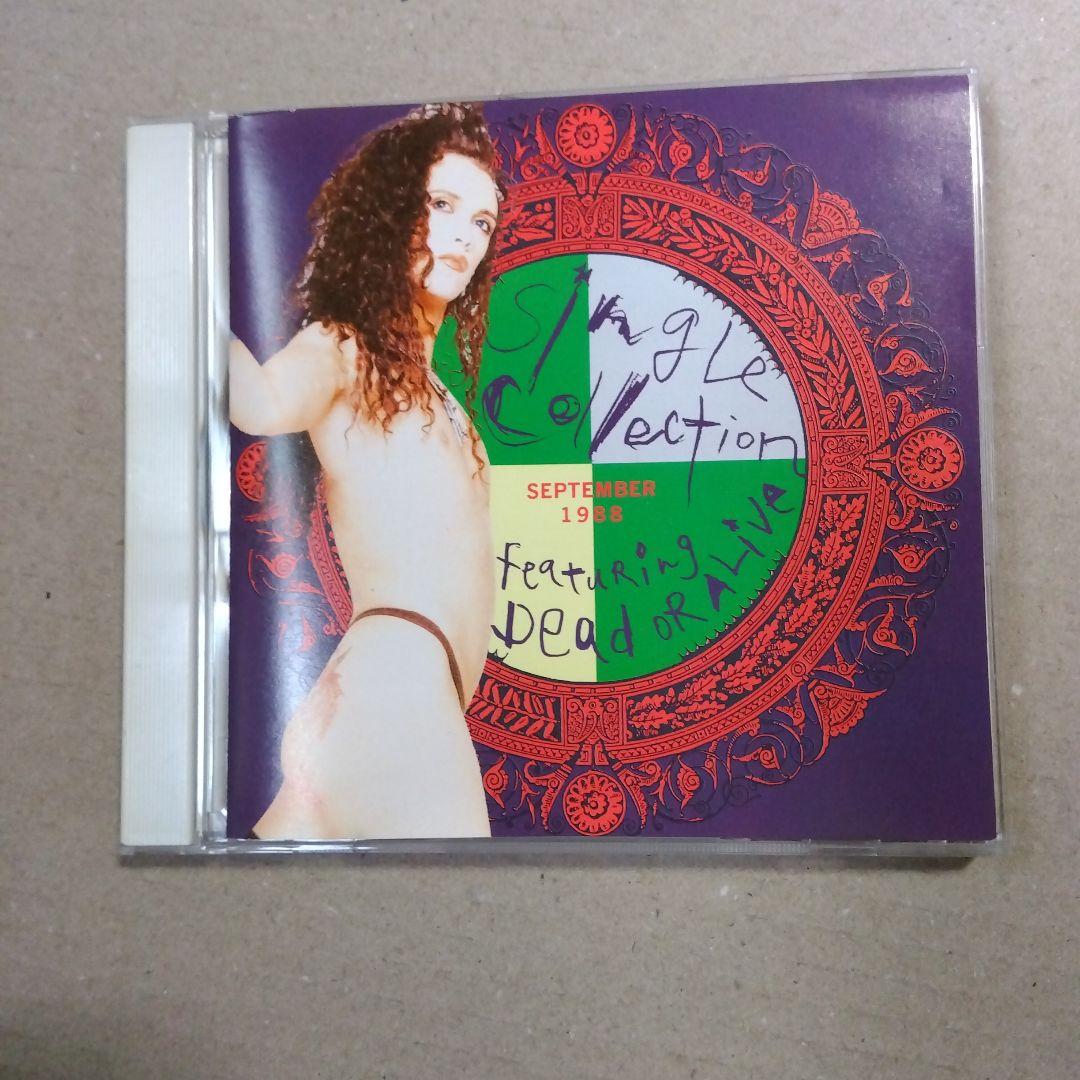 Single
Collection
SEPTEMBER
1988
featuRing
Dead OR ALiVe